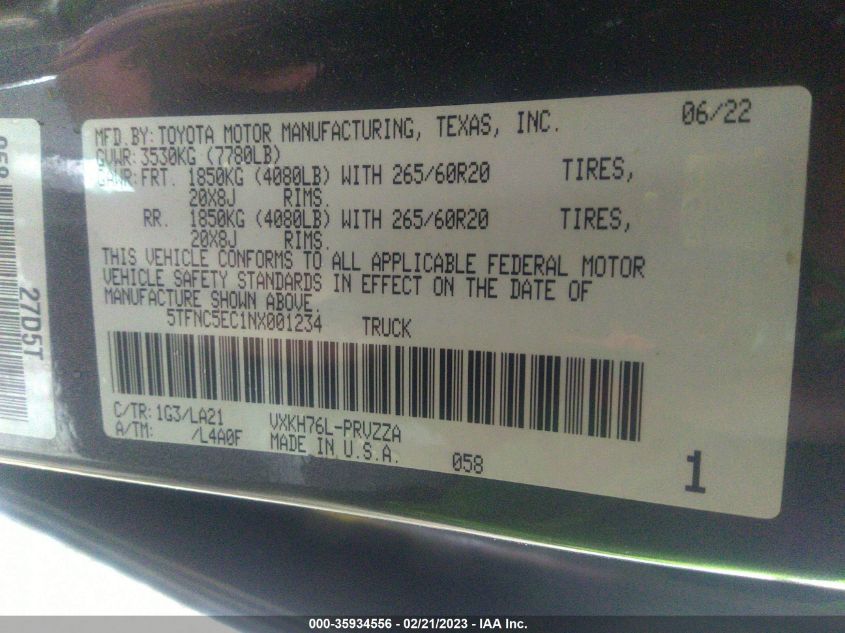 MFD.BY:TOYOTA MOTOR MANUFACTURING, TEXAS, INC. 06/22
GVWR:3530KG (7780LB)
GAWR:FRT. 1850KG (4080LB) WITH 265/60R20 TIRES,
20X8J RIMS.
RR. 1850KG (4080LB) WITH 265/60R20 TIRES,
20X8J RIMS.
THIS VEHICLE CONFORMS TO ALL APPLICABLE FEDERAL MOTOR
VEHICLE SAFETY STANDARDS IN EFFECT ON THE DATE OF
MANUFACTURE SHOWN ABOVE.
5TFNC5EC1NX001234 TRUCK
C/TR:1G3/LA21 VXKH76L-PRVZZA
A/TM: /L4A0F MADE IN U.S.A. 058 1
27D5T
000-35934556 - 02/21/2023 - IAA Inc.